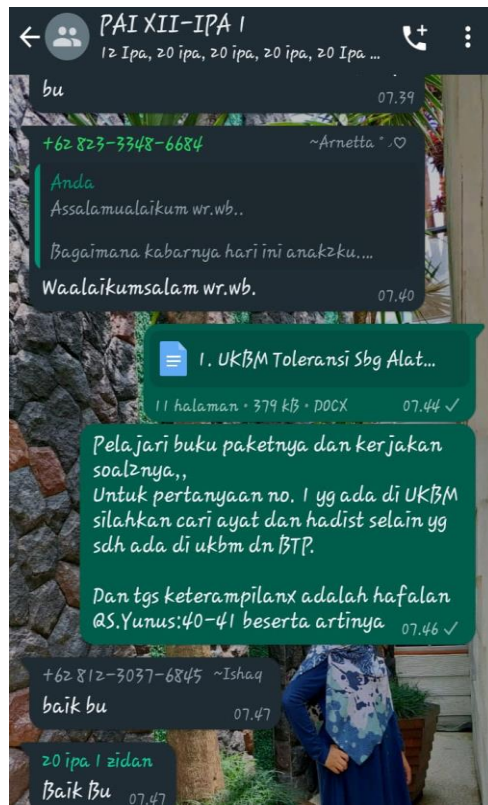 PAI XII-IPA 1
12 Ipa, 20 ipa, 20 ipa, 20 ipa, 20 Ipa ...
bu
07.39
+62 823-3348-6684 ~Arnetta
Anda
Assalamualaikum wr.wb..
Bagaimana kabarnya hari ini anak2ku....
Waalaikumsalam wr.wb.
07.40
1. UKBM Toleransi Sbg Alat...
11 halaman • 379 kB • DOCX 07.44
Pelajari buku paketnya dan kerjakan
soal2nya,,
Untuk pertanyaan no. 1 yg ada di UKBM
silahkan cari ayat dan hadist selain yg
sdh ada di ukbm dn BTP.
Dan tgs keterampilanx adalah hafalan
QS.Yunus:40-41 beserta artinya 07.46
+62 812-3037-6845 ~Ishaq
baik bu
07.47
20 ipa 1 zidan
Baik Bu 07.47